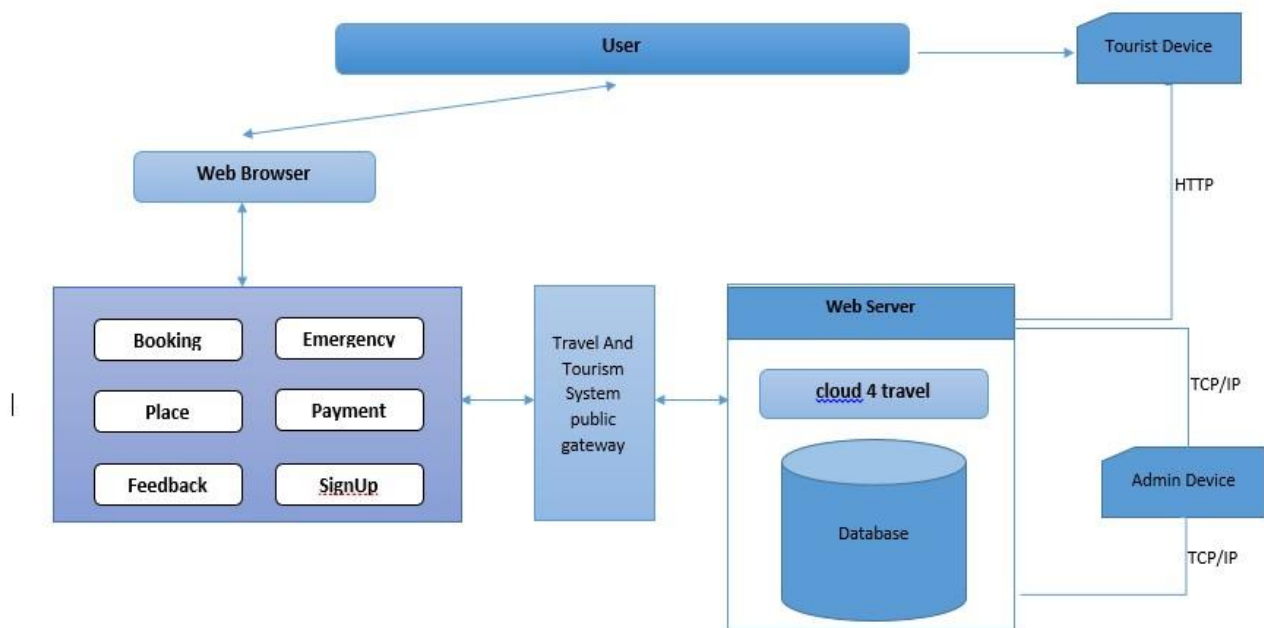 User
Tourist Device
Web Browser
HTTP
Booking
Emergency
Place
Payment
Feedback
SignUp
Travel And
Tourism
System
public
gateway
Web Server
cloud 4 travel
Database
TCP/IP
Admin Device
TCP/IP